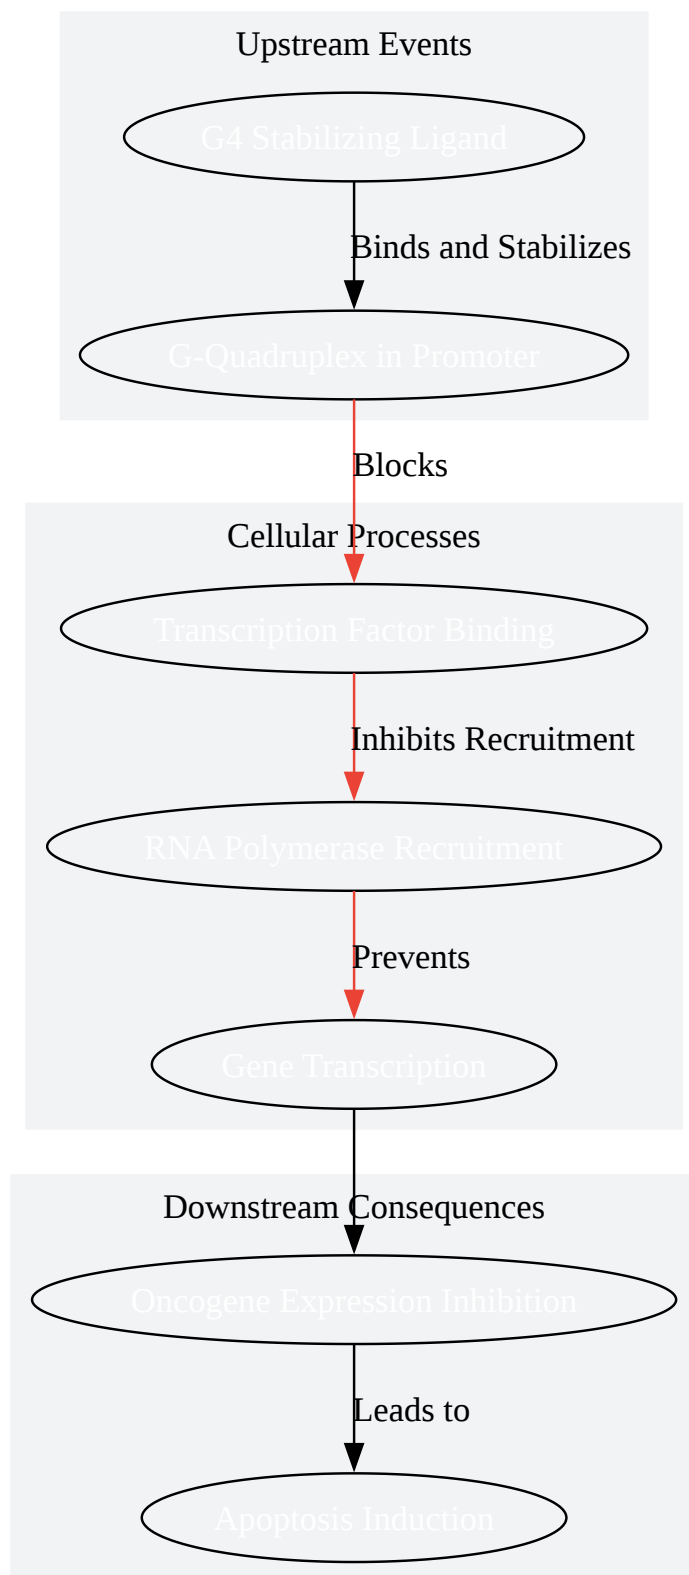 Upstream Events
G4 Stabilizing Ligand
Binds and Stabilizes
G-Quadruplex in Promoter
Blocks
Cellular Processes
Transcription Factor Binding
Inhibits Recruitment
RNA Polymerase Recruitment
Prevents
Gene Transcription
Downstream Consequences
Oncogene Expression Inhibition
Leads to
Apoptosis Induction